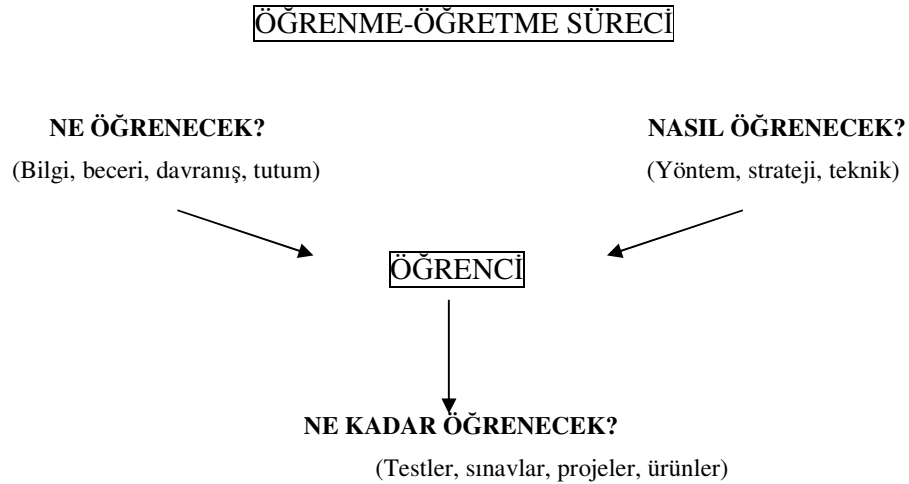 ÖĞRENME-ÖĞRETME SÜRECİ
NE ÖĞRENECEK?
(Bilgi, beceri, davranış, tutum)
NASIL ÖĞRENECEK?
(Yöntem, strateji, teknik)
ÖĞRENCİ
NE KADAR ÖĞRENECEK?
(Testler, sınavlar, projeler, ürünler)